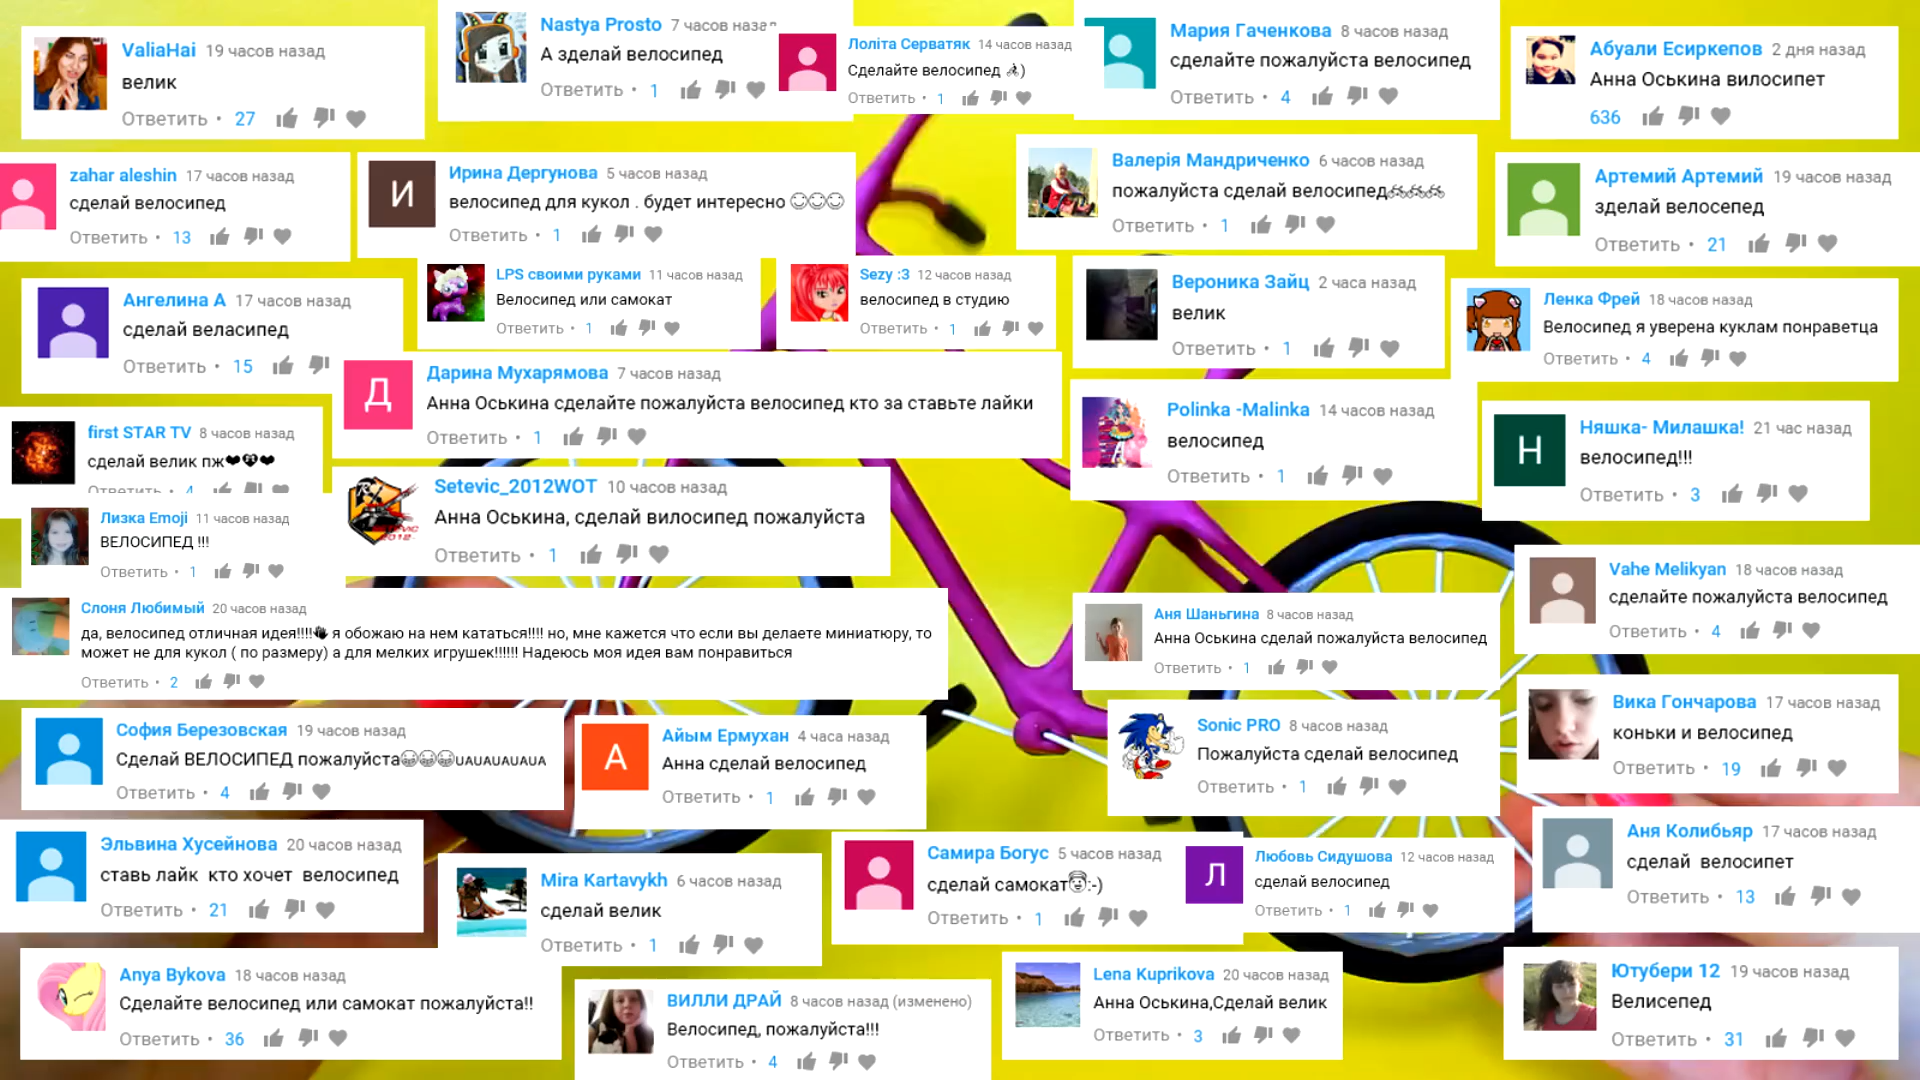 ValiaHai 19 часов назад
велик
Ответить • 27
Nastya Prosto 7 часов назад
А зделай велосипед
Ответить • 1
Лоліта Серватяк 14 часов назад
Сделайте велосипед 🚴)
Ответить • 1
Мария Гаченкова 8 часов назад
сделайте пожалуйста велосипед
Ответить • 4
Абуали Есиркепов 2 дня назад
Анна Оськина вилосипет
636
zahar aleshin 17 часов назад
сделай велосипед
Ответить • 13
И
Ирина Дергунова 5 часов назад
велосипед для кукол . будет интересно ☺☺☺
Ответить • 1
Валерія Мандриченко 6 часов назад
пожалуйста сделай велосипед🚲🚲🚲
Ответить • 1
Артемий Артемий 19 часов назад
зделай велосепед
Ответить • 21
Ангелина А 17 часов назад
сделай веласипед
Ответить • 15
LPS своими руками 11 часов назад
Велосипед или самокат
Ответить • 1
Sezy :3 12 часов назад
велосипед в студию
Ответить • 1
Вероника Зайц 2 часа назад
велик
Ответить • 1
Ленка Фрей 18 часов назад
Велосипед я уверена куклам понраветца
Ответить • 4
Д
Дарина Мухарямова 7 часов назад
Анна Оськина сделайте пожалуйста велосипед кто за ставьте лайки
Ответить • 1
first STAR TV 8 часов назад
сделай велик пж❤💝❤
Ответить • 4
Polinka -Malinka 14 часов назад
велосипед
Ответить • 1
Н
Няшка- Милашка! 21 час назад
велосипед!!!
Ответить • 3
Лизка Emoji 11 часов назад
ВЕЛОСИПЕД !!!
Ответить • 1
Setevic_2012WOT 10 часов назад
Анна Оськина, сделай вилосипед пожалуйста
Ответить • 1
2012
Слоня Любимый 20 часов назад
да, велосипед отличная идея!!!!👋 я обожаю на нем кататься!!!! но, мне кажется что если вы делаете миниатюру, то
может не для кукол ( по размеру) а для мелких игрушек!!!!!! Надеюсь моя идея вам понравиться
Ответить • 2
Аня Шаньгина 8 часов назад
Анна Оськина сделай пожалуйста велосипед
Ответить • 1
Vahe Melikyan 18 часов назад
сделайте пожалуйста велосипед
Ответить • 4
София Березовская 19 часов назад
Сделай ВЕЛОСИПЕД пожалуйста😁😁😁UAUAUAUAUA
Ответить • 4
А
Айым Ермухан 4 часа назад
Анна сделай велосипед
Ответить • 1
Sonic PRO 8 часов назад
Пожалуйста сделай велосипед
Ответить • 1
Вика Гончарова 17 часов назад
коньки и велосипед
Ответить • 19
Эльвина Хусейнова 20 часов назад
ставь лайк кто хочет велосипед
Ответить • 21
Mira Kartavykh 6 часов назад
сделай велик
Ответить • 1
Самира Богус 5 часов назад
сделай самокат:-)
Ответить • 1
Л
Любовь Сидушова 12 часов назад
сделай велосипед
Ответить • 1
Аня Колибьяр 17 часов назад
сделай велосипет
Ответить • 13
Anya Bykova 18 часов назад
Сделайте велосипед или самокат пожалуйста!!
Ответить • 36
ВИЛЛИ ДРАЙ 8 часов назад (изменено)
Велосипед, пожалуйста!!!
Ответить • 4
Lena Kuprikova 20 часов назад
Анна Оськина,Сделай велик
Ответить • 3
Ютубери 12 19 часов назад
Велисепед
Ответить • 31